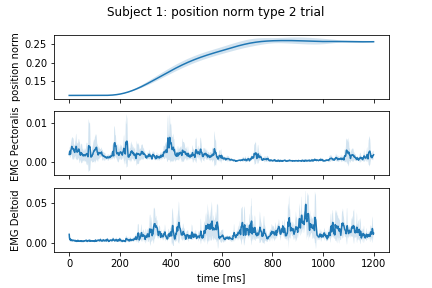 Subject 1: position norm type 2 trial
position norm
0.25
0.20
0.15
EMG Pectoralis
0.01
0.00
EMG Deltoid
0.05
0.00
0 200 400 600 800 1000 1200
time [ms]